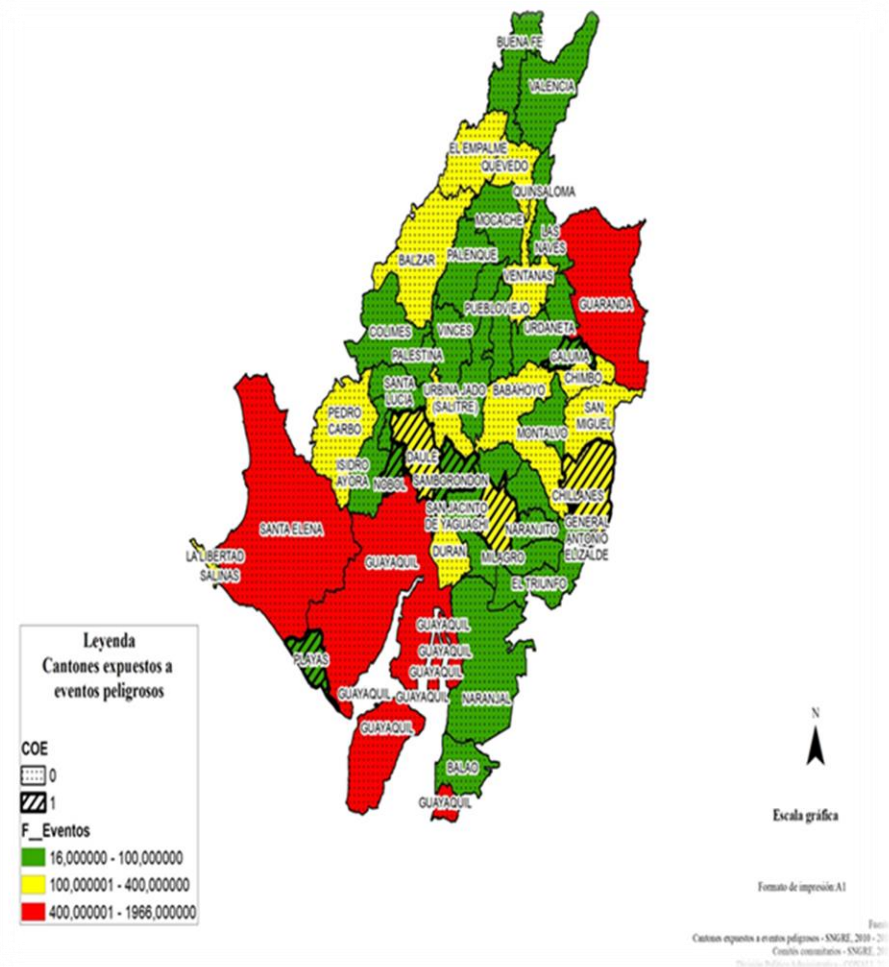 BUENA FE
VALENCIA
EL EMPALME
QUEVEDO
QUINSALOMA
MOCACHE
LAS
NAVES
BALZAR
PALENQUE
VENTANAS
GUARANDA
PUEBLOVIEJO
COLIMES
VINCES
URDANETA
PALESTINA
CALUMA
CHIMBO
SANTA
LUCIA
URBINA JADO
(SALITRE)
BABAHOYO
PEDRO
CARBO
SAN
MIGUEL
MONTALVO
DAULE
ISIDRO
AYORA
NOBOL
SAMBORONDON
CHILLANES
SAN JACINTO
DE YAGUACHI
NARANJITO
GENERAL
ANTONIO
ELIZALDE
SANTA ELENA
DURAN
MILAGRO
LA LIBERTAD
SALINAS
GUAYAQUIL
EL TRIUNFO
GUAYAQUIL
GUAYAQUIL
PLAYAS
GUAYAQUIL
GUAYAQUIL
GUAYAQUIL
NARANJAL
GUAYAQUIL
BALAO
GUAYAQUIL
Leyenda
Cantones expuestos a
eventos peligrosos
COE
0
1
F__Eventos
16,000000 - 100,000000
100,000001 - 400,000000
400,000001 - 1966,000000
N
Escala gráfica
Formato de impresión:A1
Cantones expuestos a eventos peligrosos - SNGRE, 2010 - 20
Comités comunitarios - SNGRE, 20